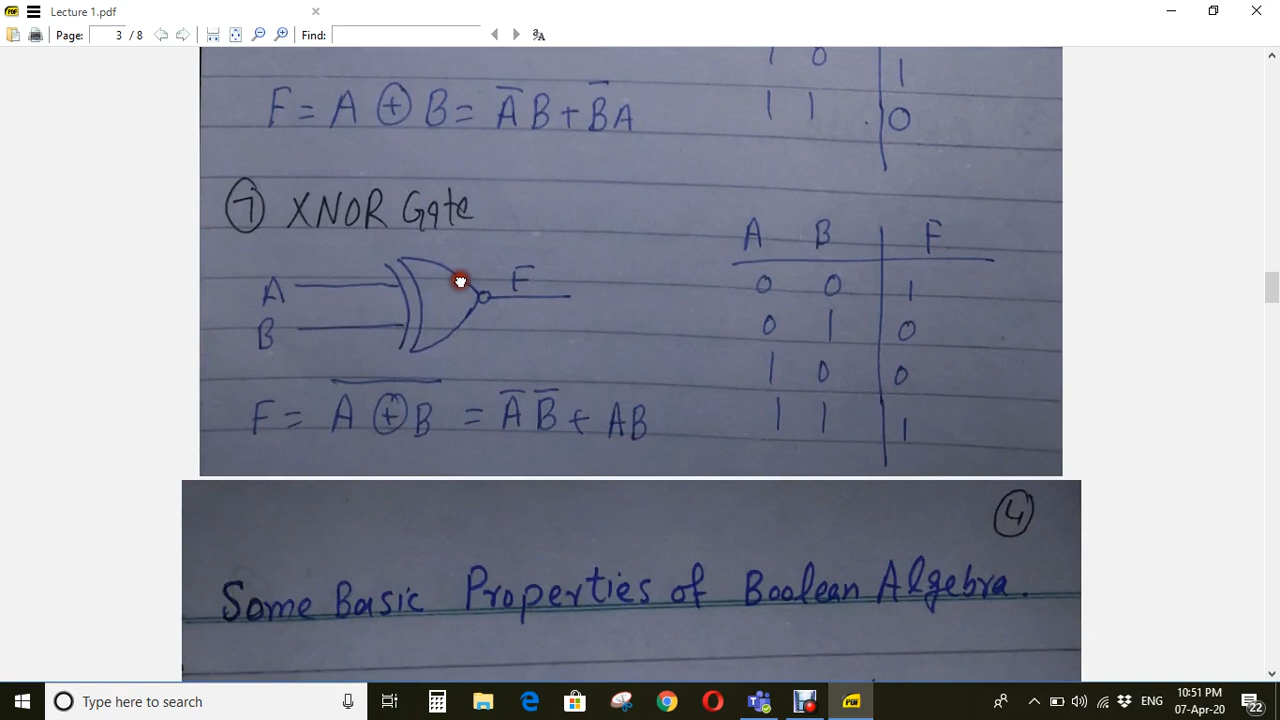 Lecture 1.pdf
Page: 3 / 8 Find:
1 0 1
F = A ⊕ B = A̅ B + B̅ A 1 1 0
7 XNOR Gate
A B F
A F 0 0 1
B 0 1 0
1 0 0
F = \overline{A ⊕ B} = A̅ B̅ + AB 1 1 1
4
Some Basic Properties of Boolean Algebra.
Type here to search
ENG
10:51 PM
07-Apr-20
22